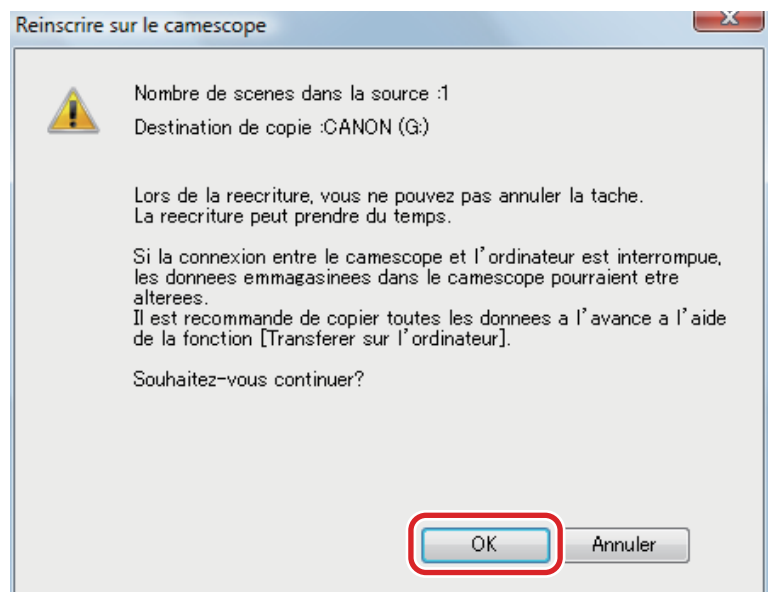 Reinscrire sur le camescope
Nombre de scenes dans la source :1
Destination de copie :CANON (G:)
Lors de la reecriture, vous ne pouvez pas annuler la tache.
La reecriture peut prendre du temps.
Si la connexion entre le camescope et l'ordinateur est interrompue,
les donnees emmagasinees dans le camescope pourraient etre
alterees.
Il est recommande de copier toutes les donnees a l'avance a l'aide
de la fonction [Transferer sur l'ordinateur].
Souhaitez-vous continuer?
OK
Annuler